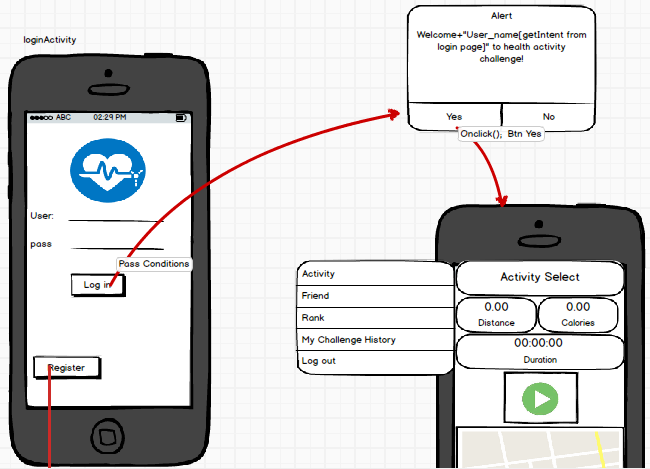 loginActivity
ABC 02:29 PM
User:
pass
Pass Conditions
Log in
Register
Alert
Welcome+"User_name[getIntent from
login page]" to health activity
challenge!
Yes No
Onclick(); Btn Yes
Activity
Friend
Rank
My Challenge History
Log out
Activity Select
0.00 0.00
Distance Calories
00:00:00
Duration